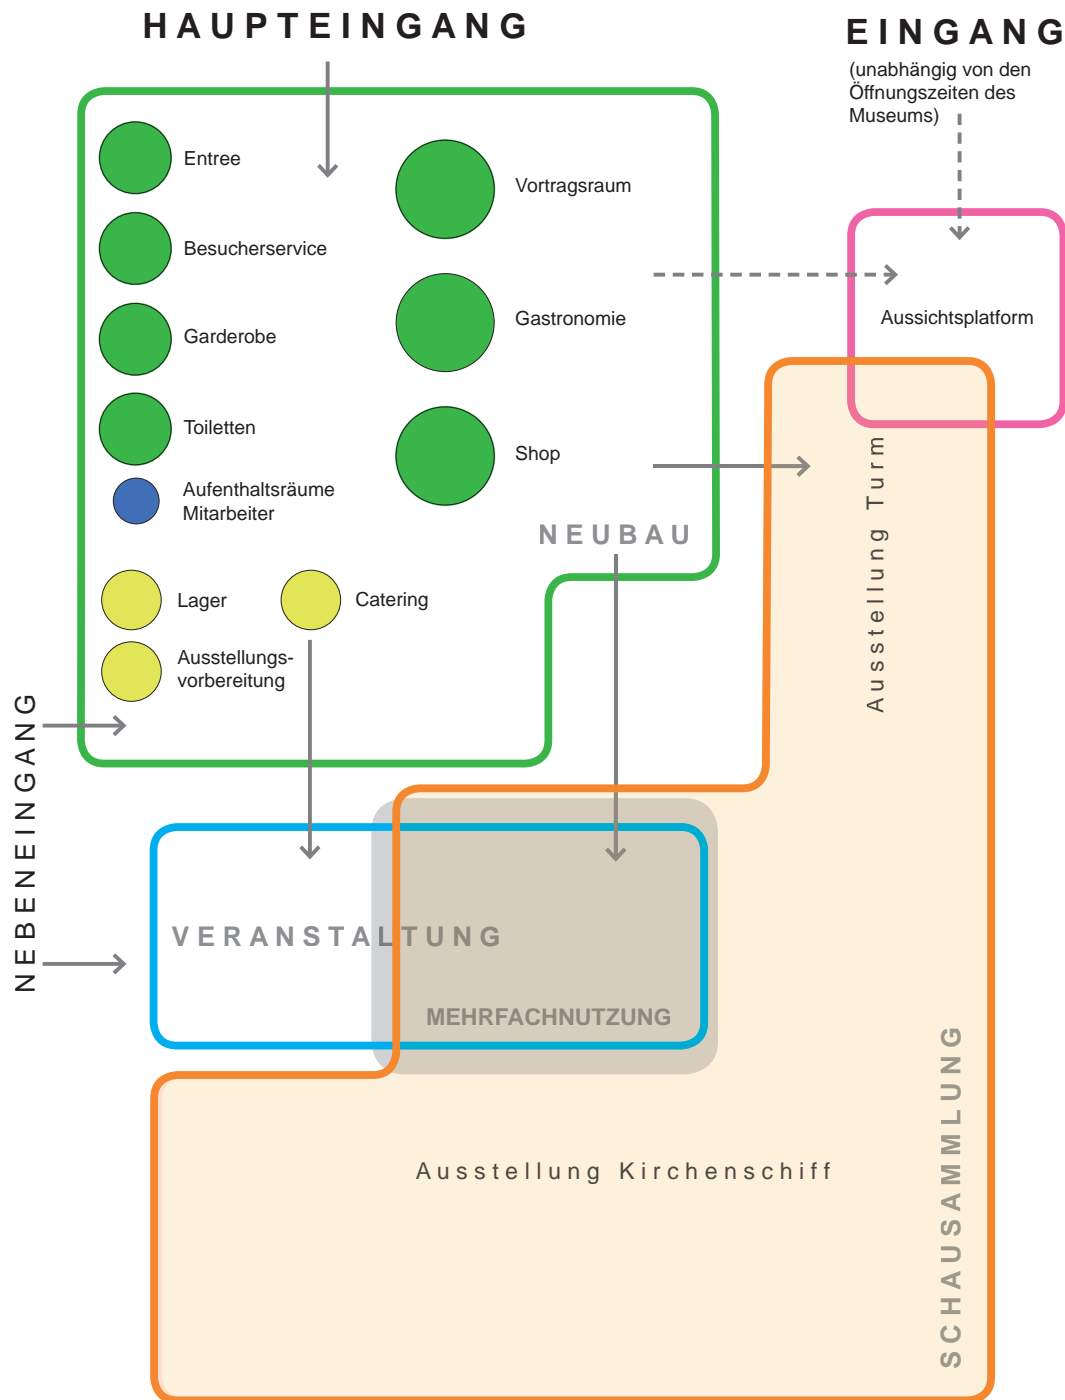 HAUPTEINGANG
EINGANG
(unabhängig von den
Öffnungszeiten des
Museums)
Entree
Vortragsraum
Besucherservice
Gastronomie
Aussichtsplatform
Garderobe
Toiletten
Shop
Aufenthaltsräume
Mitarbeiter
NEUBAU
Ausstellung Turm
Lager
Catering
Ausstellungs-
vorbereitung
NEBENEINGANG
VERANSTALTUNG
MEHRFACHNUTZUNG
Ausstellung Kirchenschiff
SCHAUSAMMLUNG